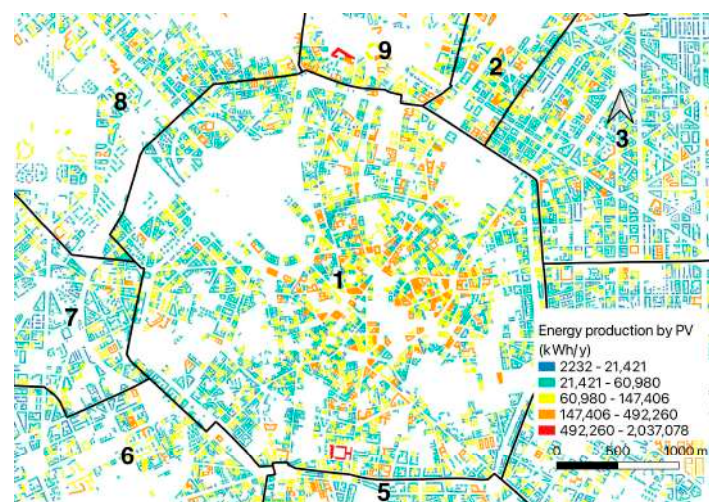 9
2
8
3
1
7
Energy production by PV
(kWh/y)
2232 - 21,421
21,421 - 60,980
60,980 - 147,406
147,406 - 492,260
492,260 - 2,037,078
6
0 500 1000 m
5